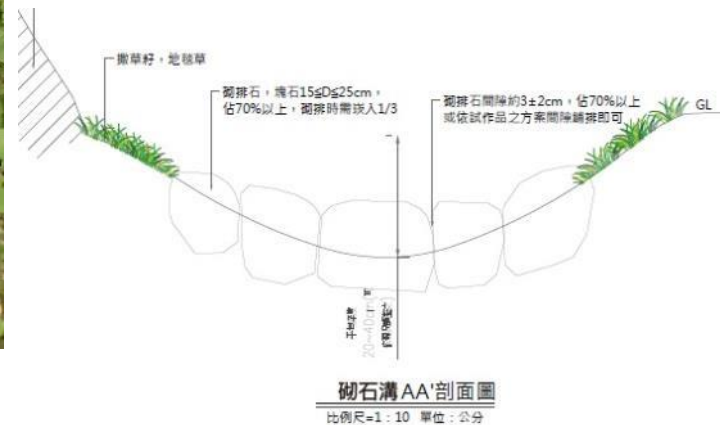 撒草籽，地毯草
砌排石，塊石15≦D≦25cm，
佔70%以上，砌排時需崁入1/3
砌排石間隙約3±2cm，佔70%以上
或依試作品之方案間隙鋪排即可
GL
20~40cm
砌石溝AA'剖面圖
比例尺=1：10 單位：公分